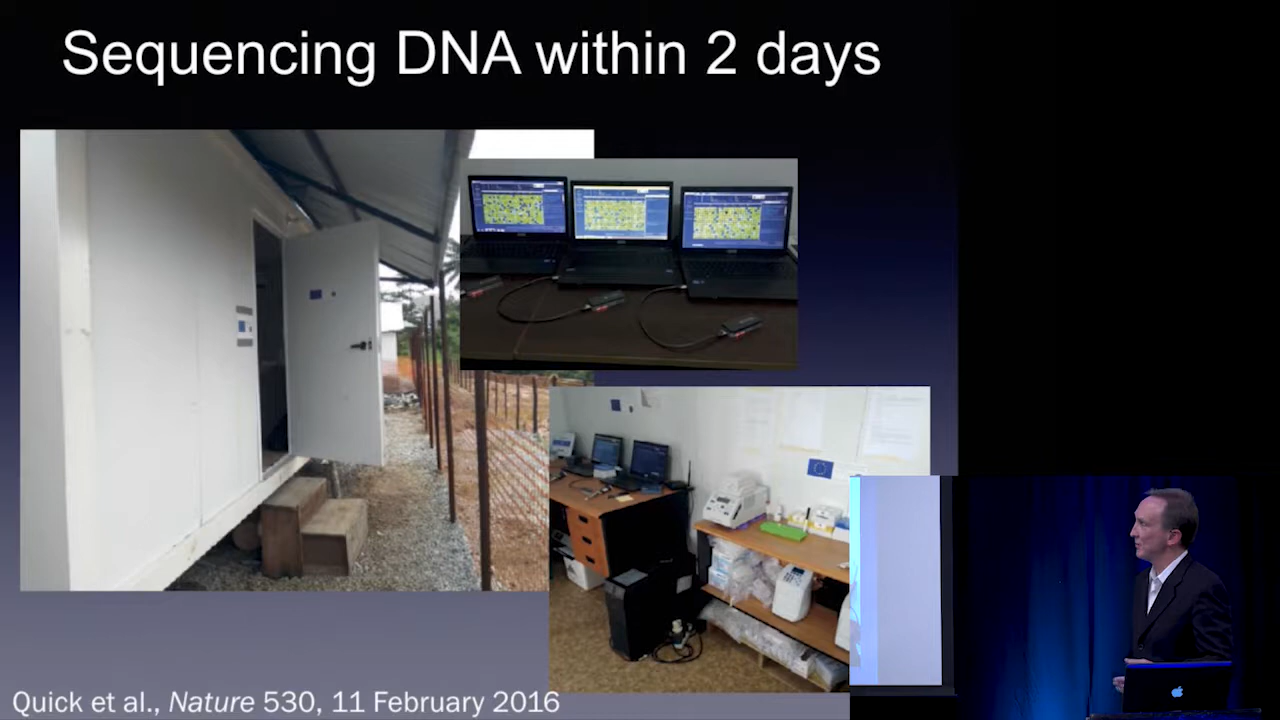 Sequencing DNA within 2 days
Quick et al., Nature 530, 11 February 2016